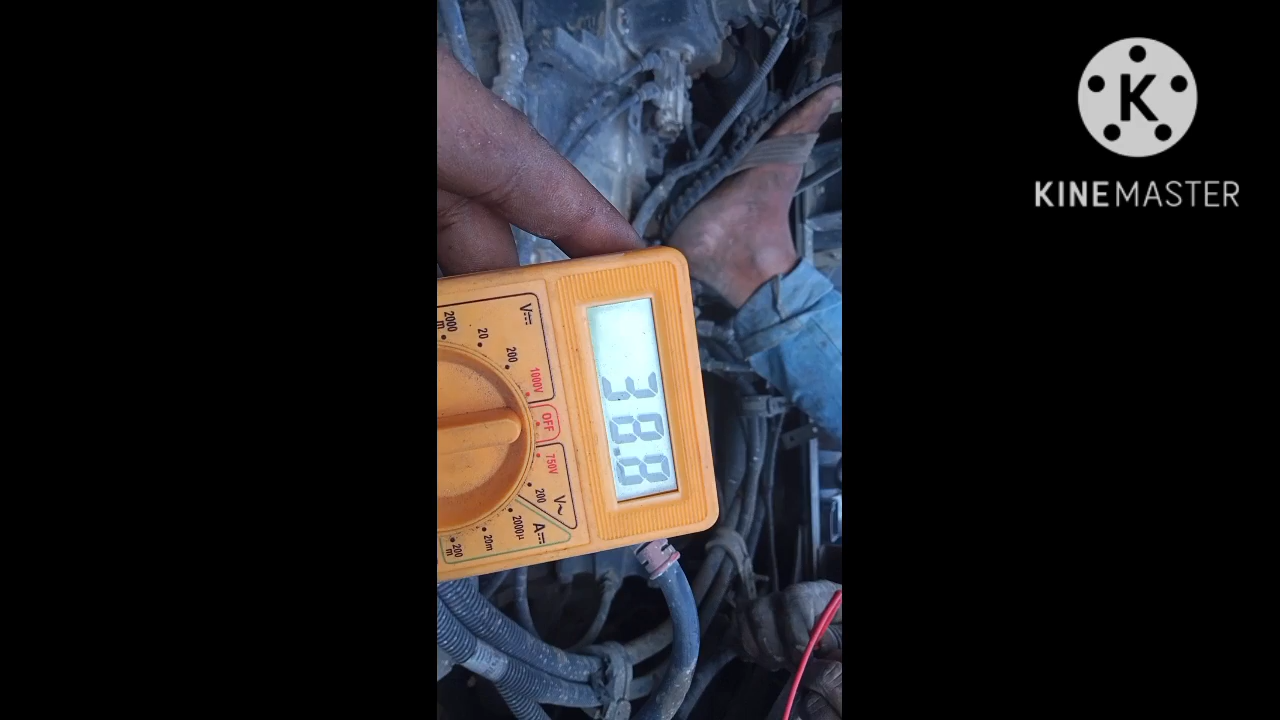 KINEMASTER
38.8
V⎓
2000
m
20
200
1000V
OFF
750V
200
V~
A⎓
2000µ
20m
200
m